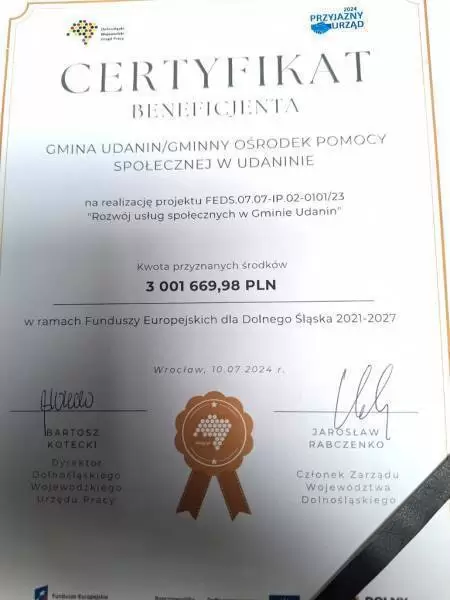 Dolnośląski
Wojewódzki
Urząd Pracy
2024
PRZYJAZNY
URZĄD
CERTYFIKAT
BENEFICJENTA
GMINA UDANIN/GMINNY OŚRODEK POMOCY
SPOŁECZNEJ W UDANINIE
na realizację projektu FEDS.07.07-IP.02-0101/23
"Rozwój usług społecznych w Gminie Udanin"
Kwota przyznanych środków
3 001 669,98 PLN
w ramach Funduszy Europejskich dla Dolnego Śląska 2021-2027
Wrocław, 10.07.2024 r.
BARTOSZ
KOTECKI
Dyrektor
Dolnośląskiego
Wojewódzkiego
Urzędu Pracy
JAROSŁAW
RABCZENKO
Członek Zarządu
Województwa
Dolnośląskiego
Fundusze Europejskie
DOLNY